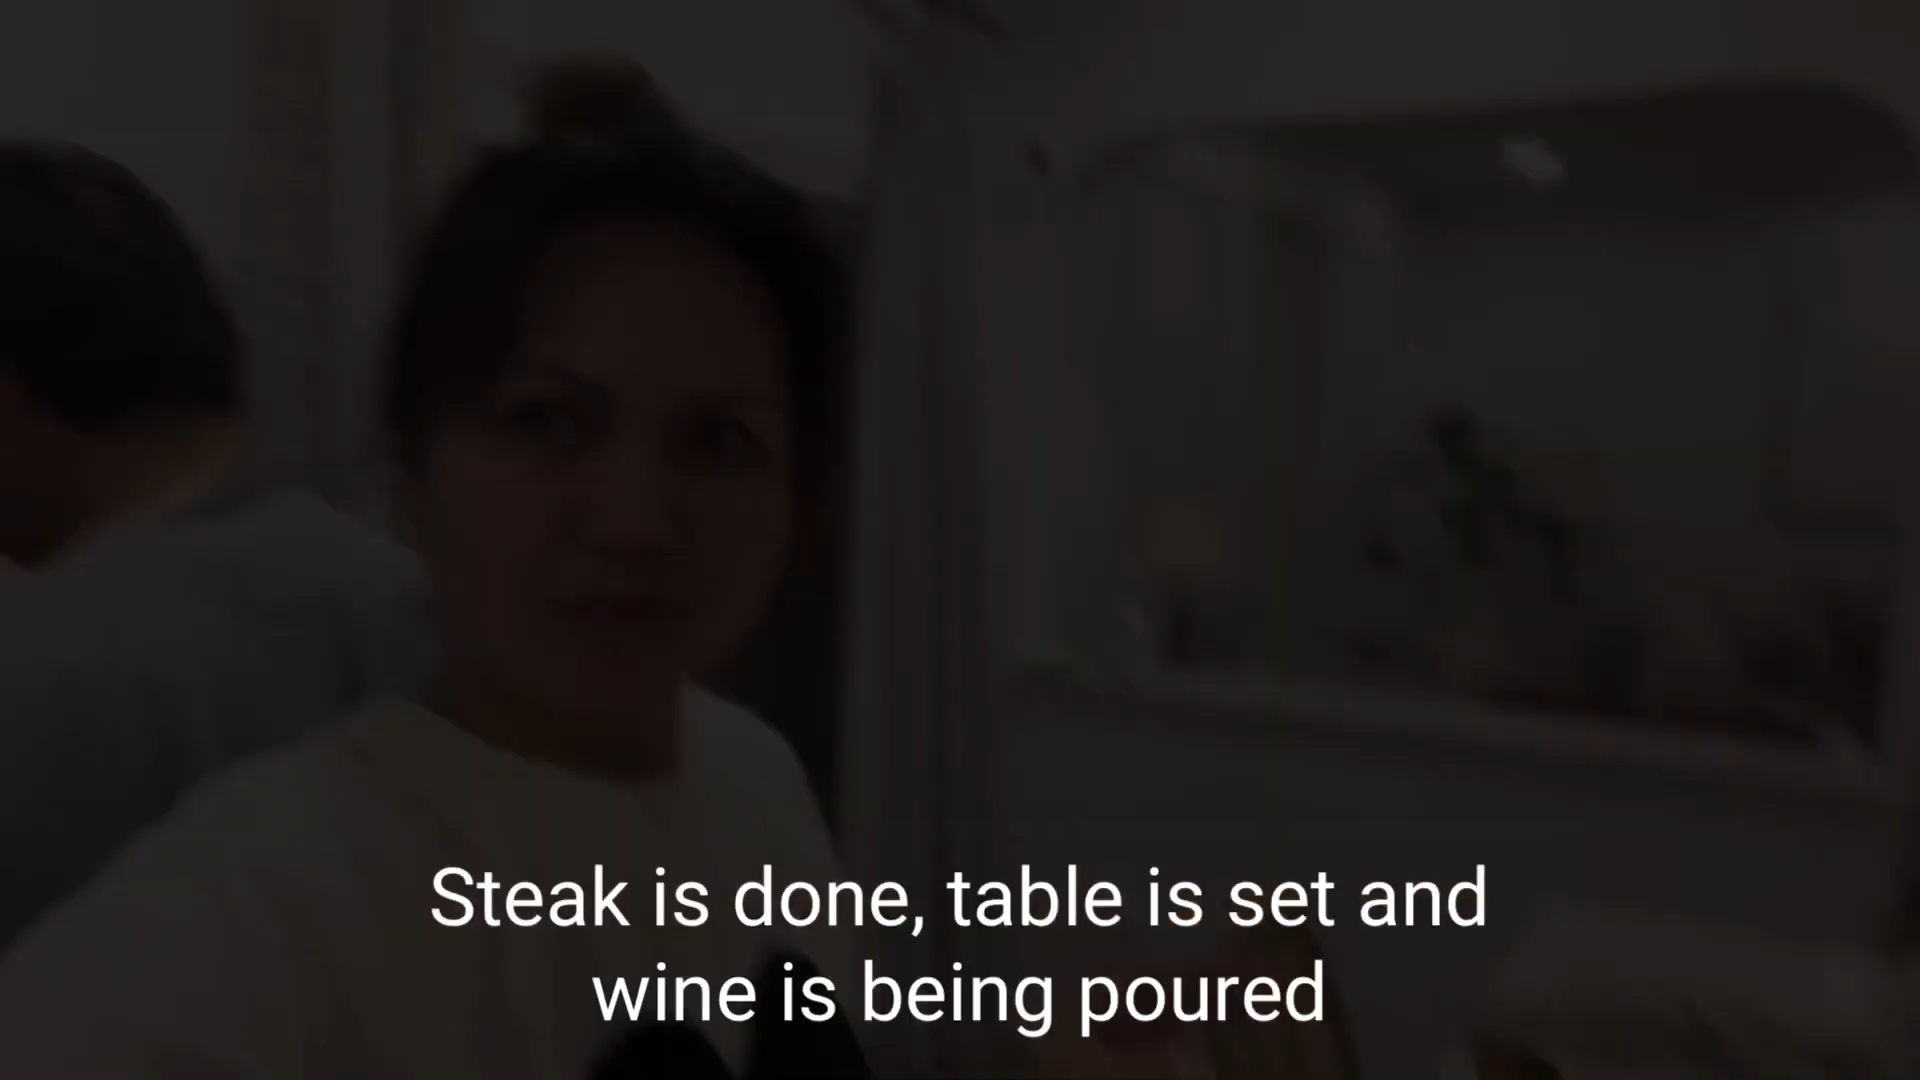 Steak is done, table is set and
wine is being poured